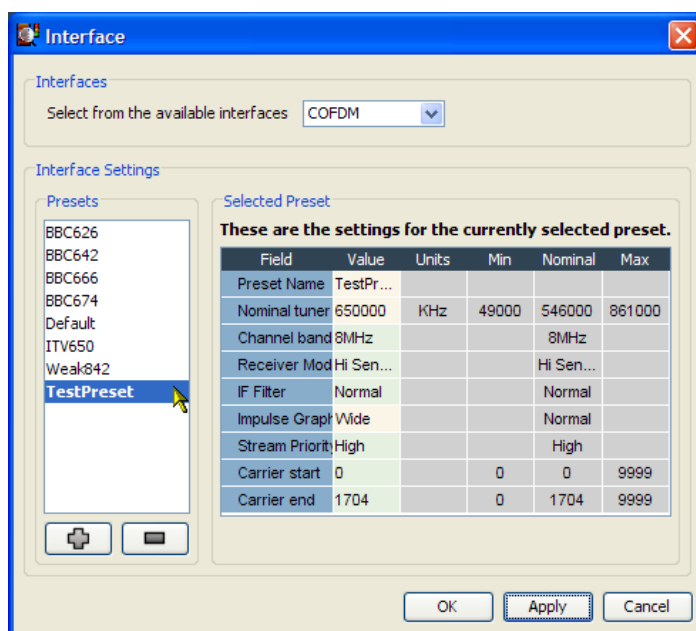 Interface
Interfaces
Select from the available interfaces COFDM
Interface Settings
Presets
BBC626
BBC642
BBC666
BBC674
Default
ITV650
Weak842
TestPreset
Selected Preset
These are the settings for the currently selected preset.
Field Value Units Min Nominal Max
Preset Name TestPr...
Nominal tuner 650000 KHz 49000 546000 861000
Channel band 8MHz 8MHz
Receiver Mod Hi Sen... Hi Sen...
IF Filter Normal Normal
Impulse Graph Wide Normal
Stream Priority High High
Carrier start 0 0 0 9999
Carrier end 1704 0 1704 9999
OK Apply Cancel